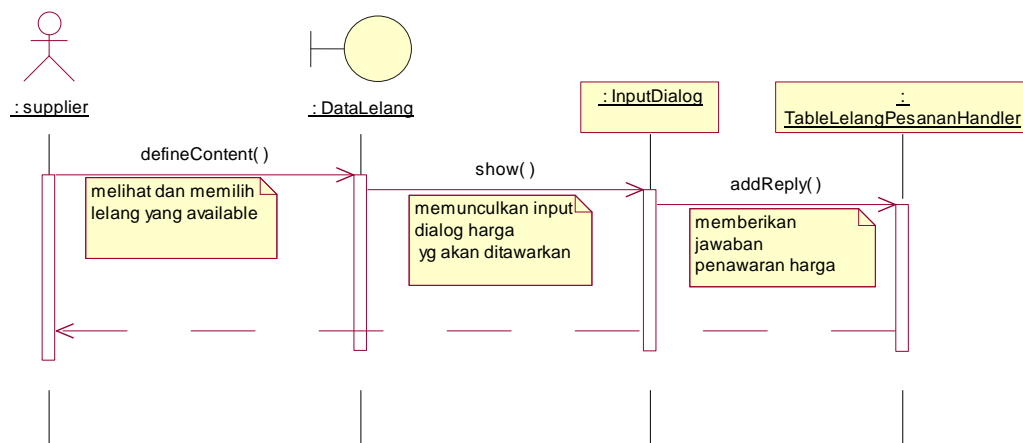 : supplier
: DataLelang
: InputDialog
:
TableLelangPesananHandler
defineContent( )
melihat dan memilih
lelang yang available
show( )
memunculkan input
dialog harga
yg akan ditawarkan
addReply( )
memberikan
jawaban
penawaran harga